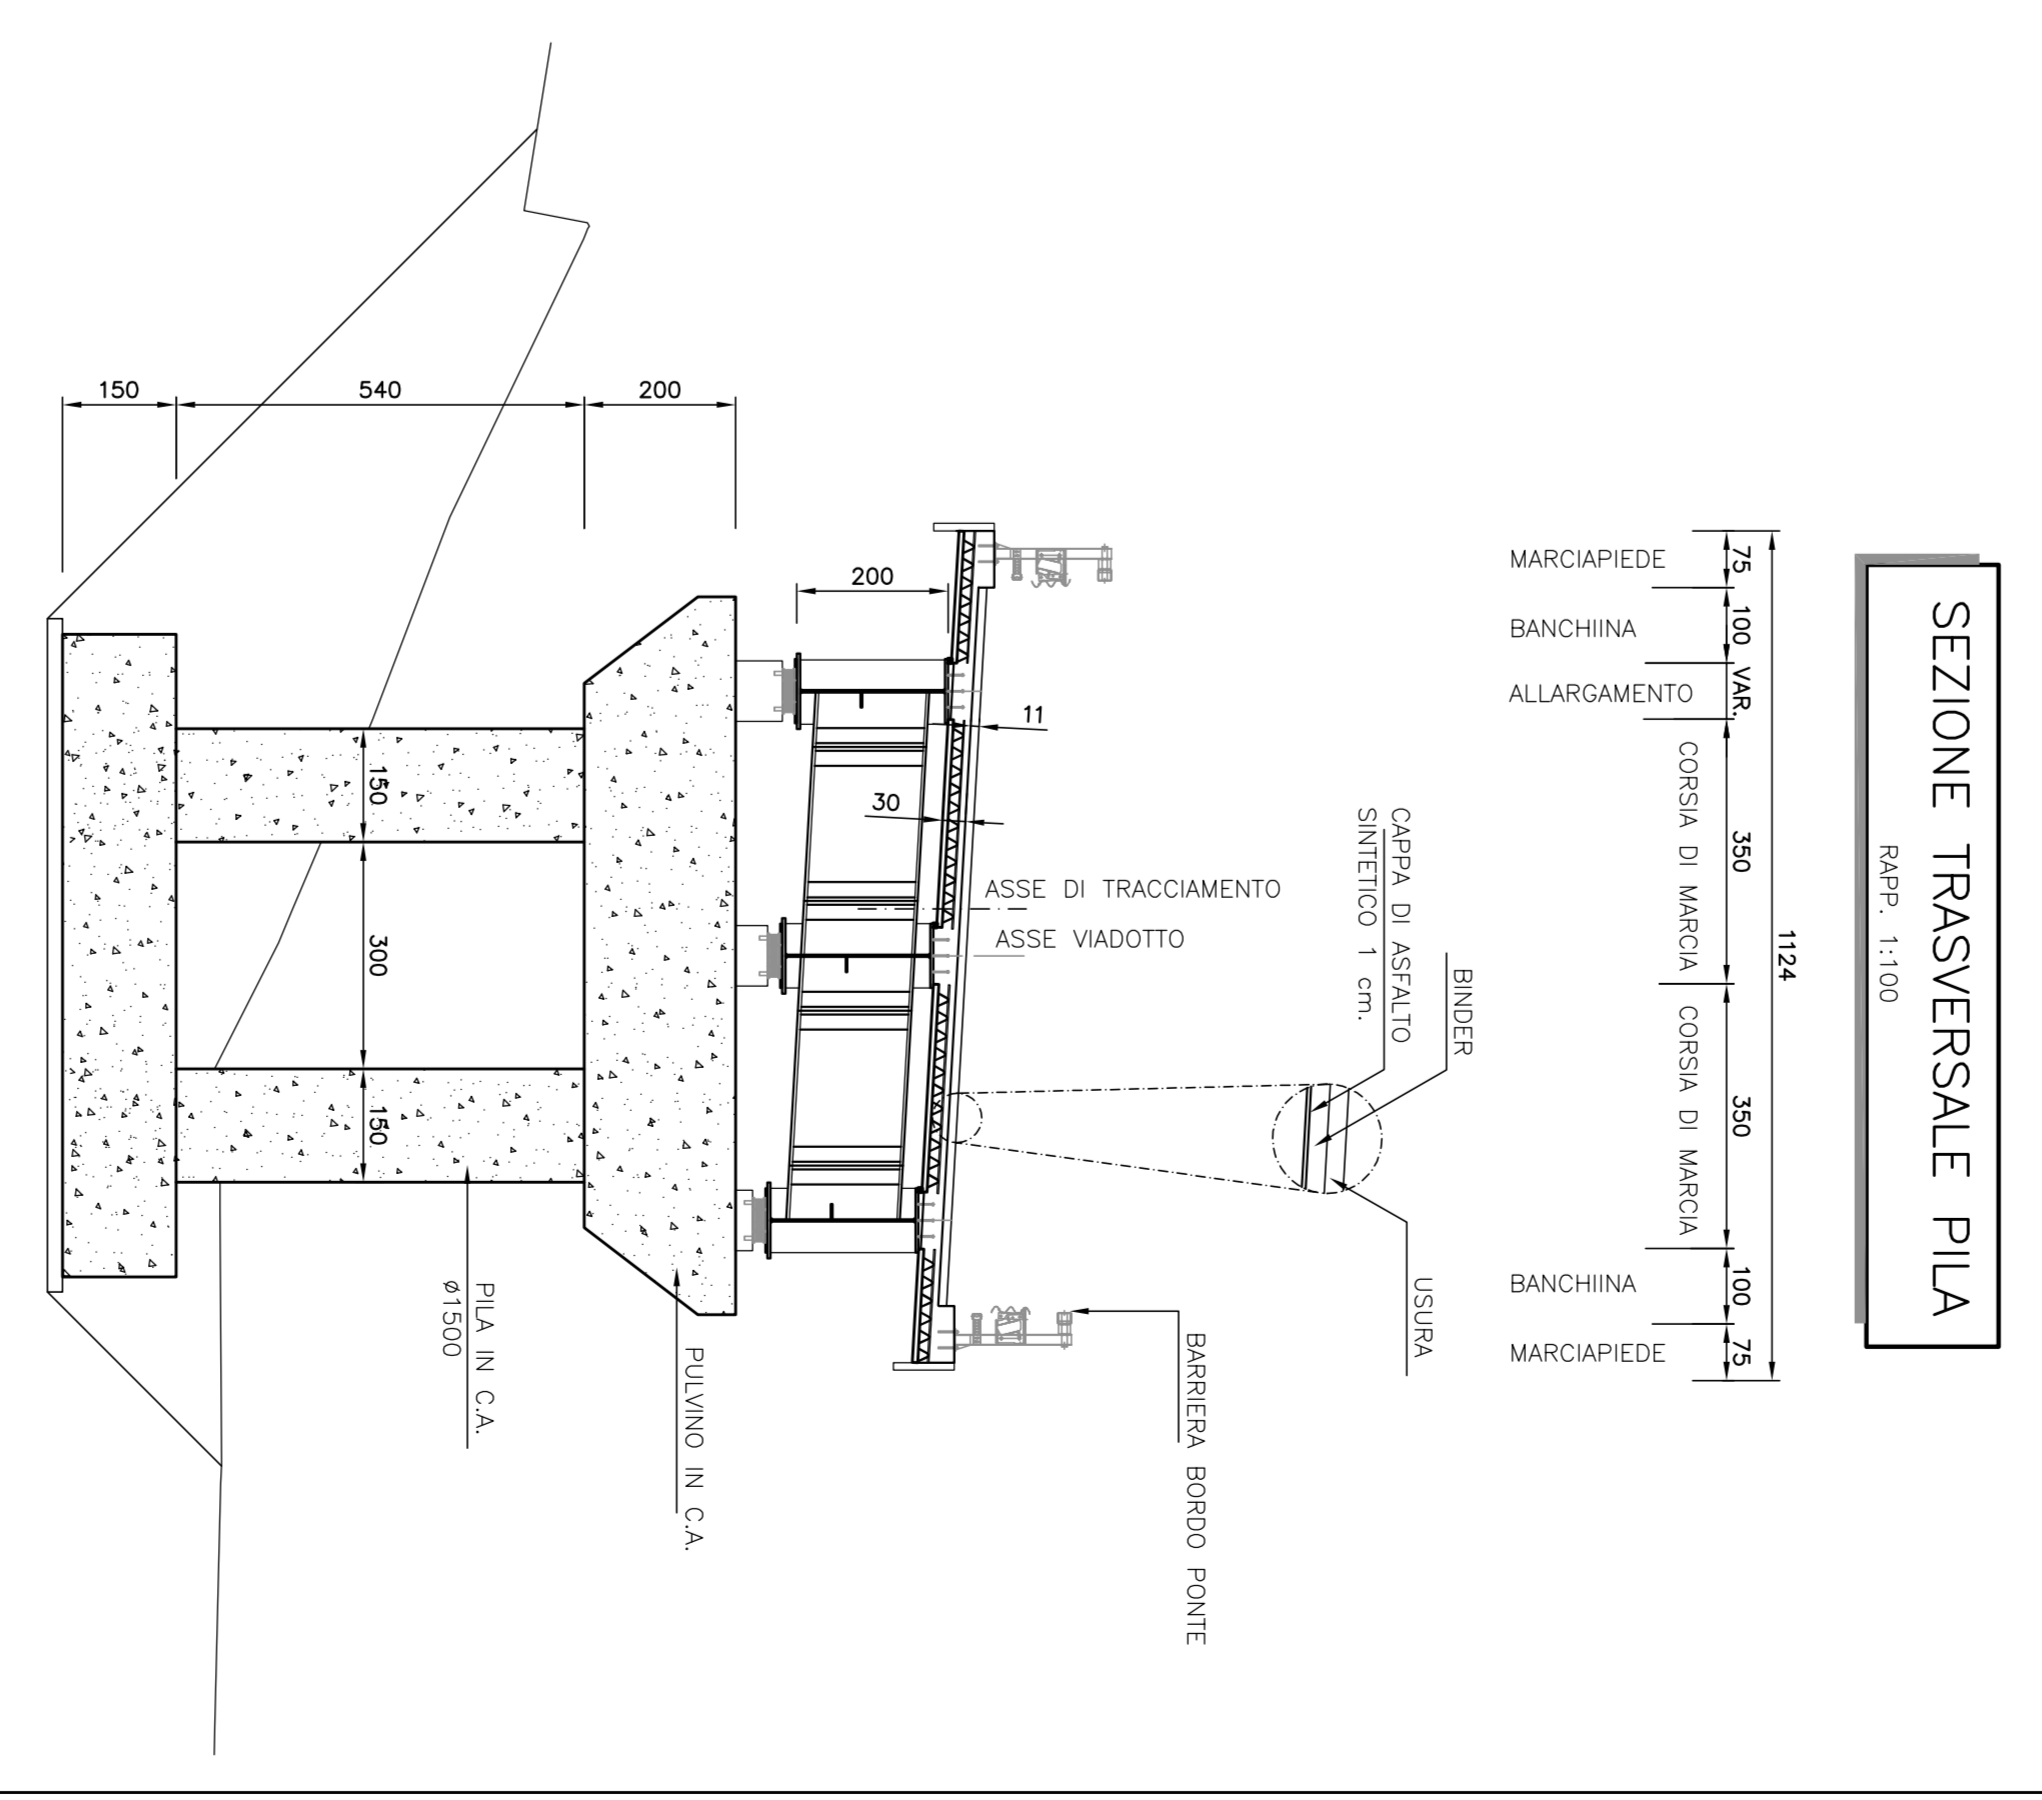 SEZIONE TRASVERSALE PILA
RAPP. 1:100
1124
75
100
VAR.
350
350
100
75
MARCIAPIEDE
BANCHIINA
ALLARGAMENTO
CORSIA DI MARCIA
CORSIA DI MARCIA
BANCHIINA
MARCIAPIEDE
BINDER
CAPPA DI ASFALTO
SINTETICO 1 cm.
USURA
BARRIERA BORDO PONTE
ASSE DI TRACCIAMENTO
ASSE VIADOTTO
11
30
200
200
540
150
150
300
150
PULVINO IN C.A.
PILA IN C.A.
Ø1500